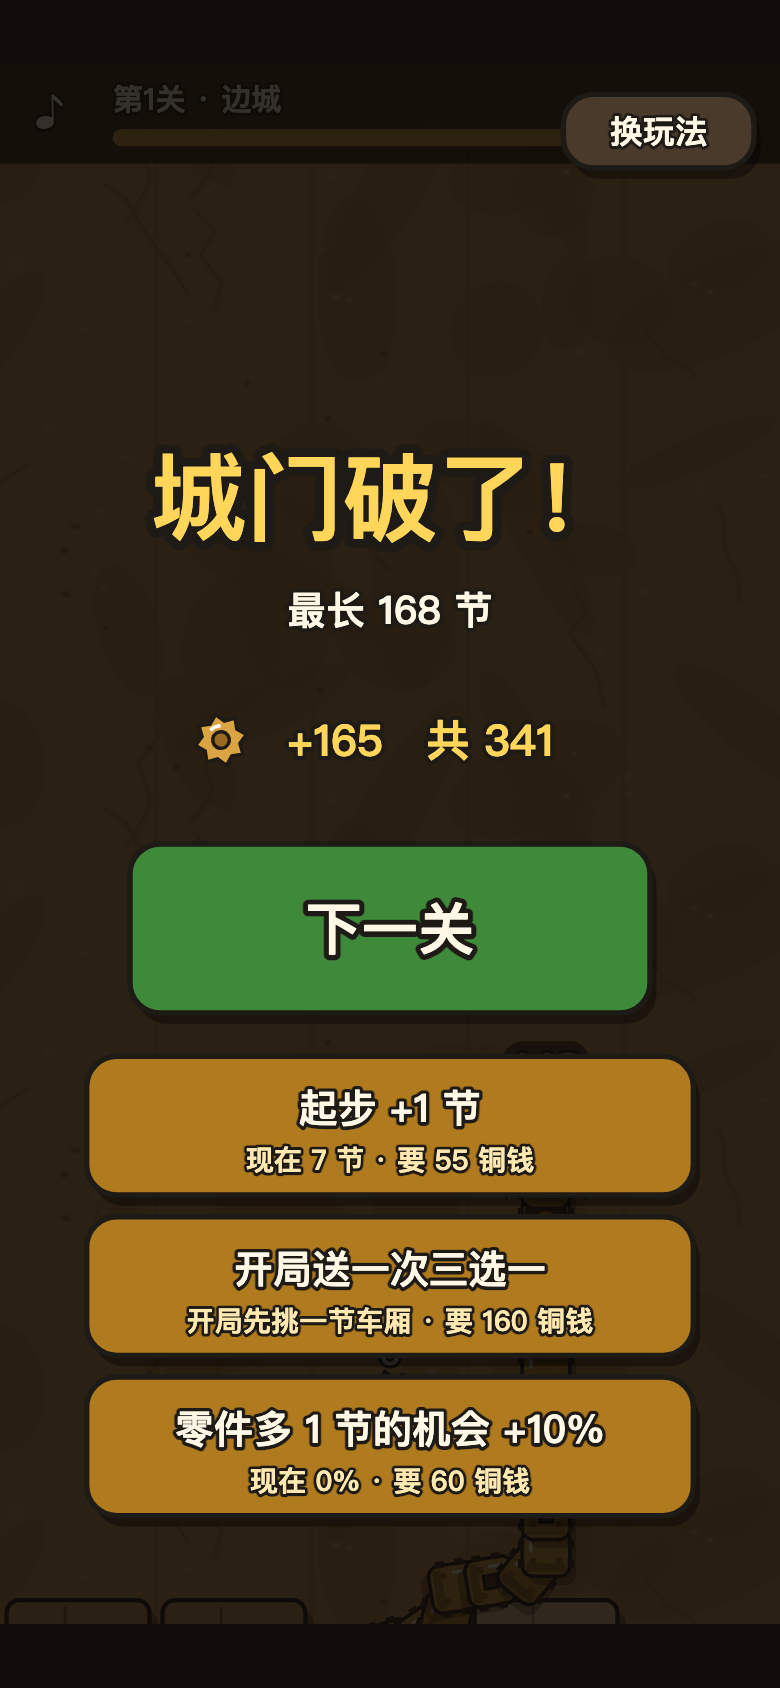 第1关 · 边城
换玩法
城门破了！
最长 168 节
+165 共 341
下一关
起步 +1 节
现在 7 节 · 要 55 铜钱
开局送一次三选一
开局先挑一节车厢 · 要 160 铜钱
零件多 1 节的机会 +10%
现在 0% · 要 60 铜钱